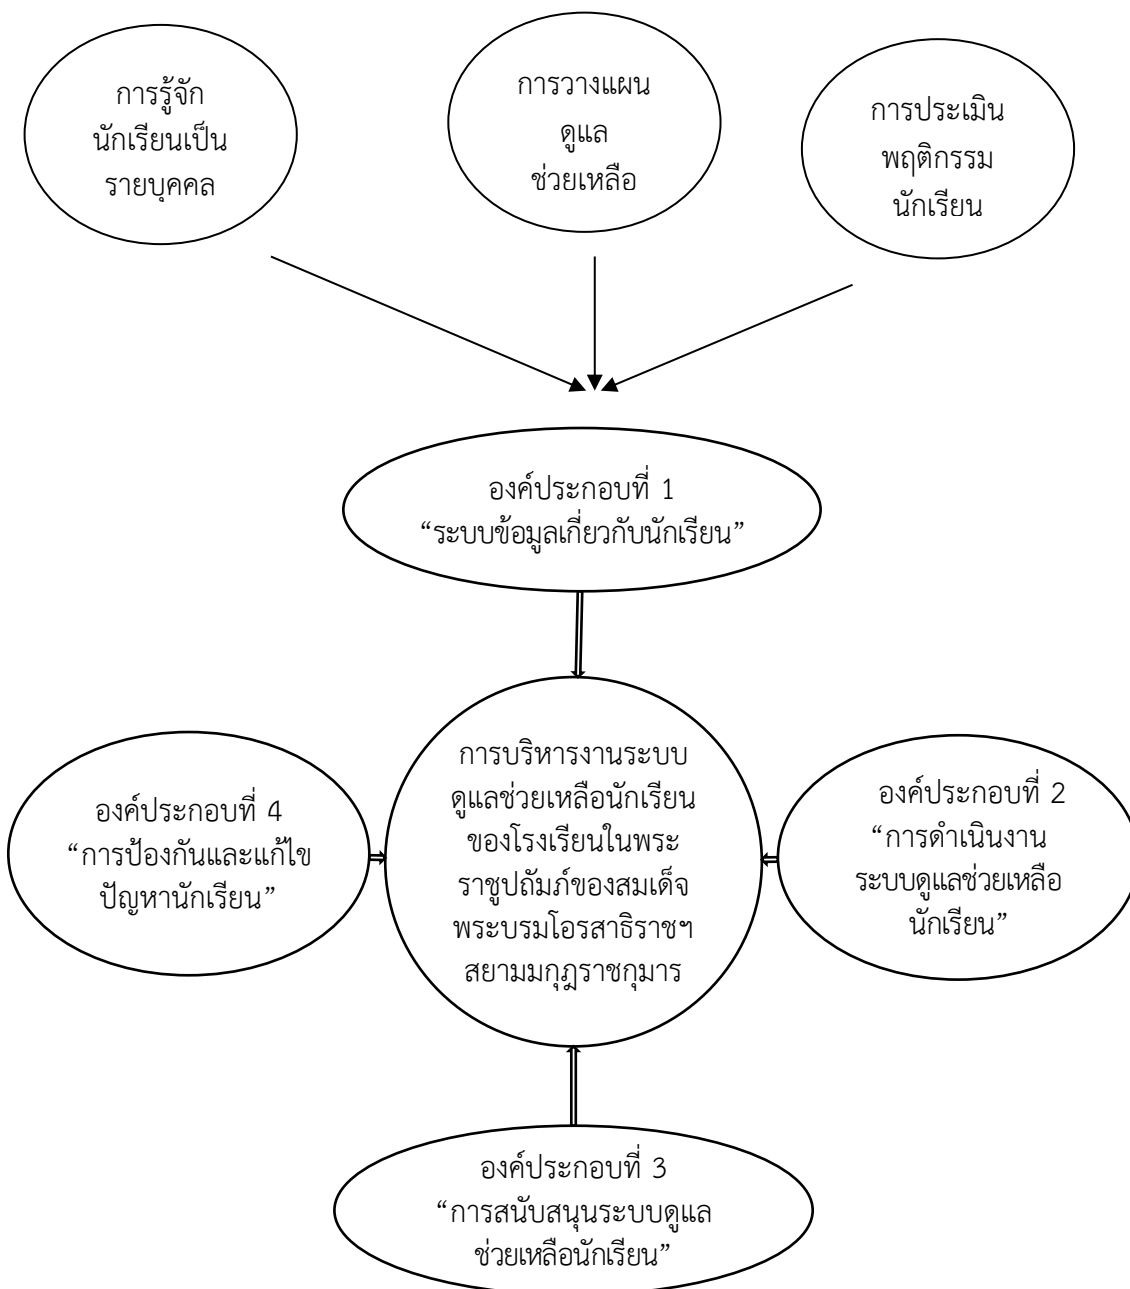 การรู้จัก
นักเรียนเป็น
รายบุคคล
การวางแผน
ดูแล
ช่วยเหลือ
การประเมิน
พฤติกรรม
นักเรียน
องค์ประกอบที่ 1
“ระบบข้อมูลเกี่ยวกับนักเรียน”
การบริหารงานระบบ
ดูแลช่วยเหลือนักเรียน
ของโรงเรียนในพระ
ราชูปถัมภ์ของสมเด็จ
พระบรมโอรสาธิราชฯ
สยามมกุฎราชกุมาร
องค์ประกอบที่ 4
“การป้องกันและแก้ไข
ปัญหานักเรียน”
องค์ประกอบที่ 2
“การดำเนินงาน
ระบบดูแลช่วยเหลือ
นักเรียน”
องค์ประกอบที่ 3
“การสนับสนุนระบบดูแล
ช่วยเหลือนักเรียน”